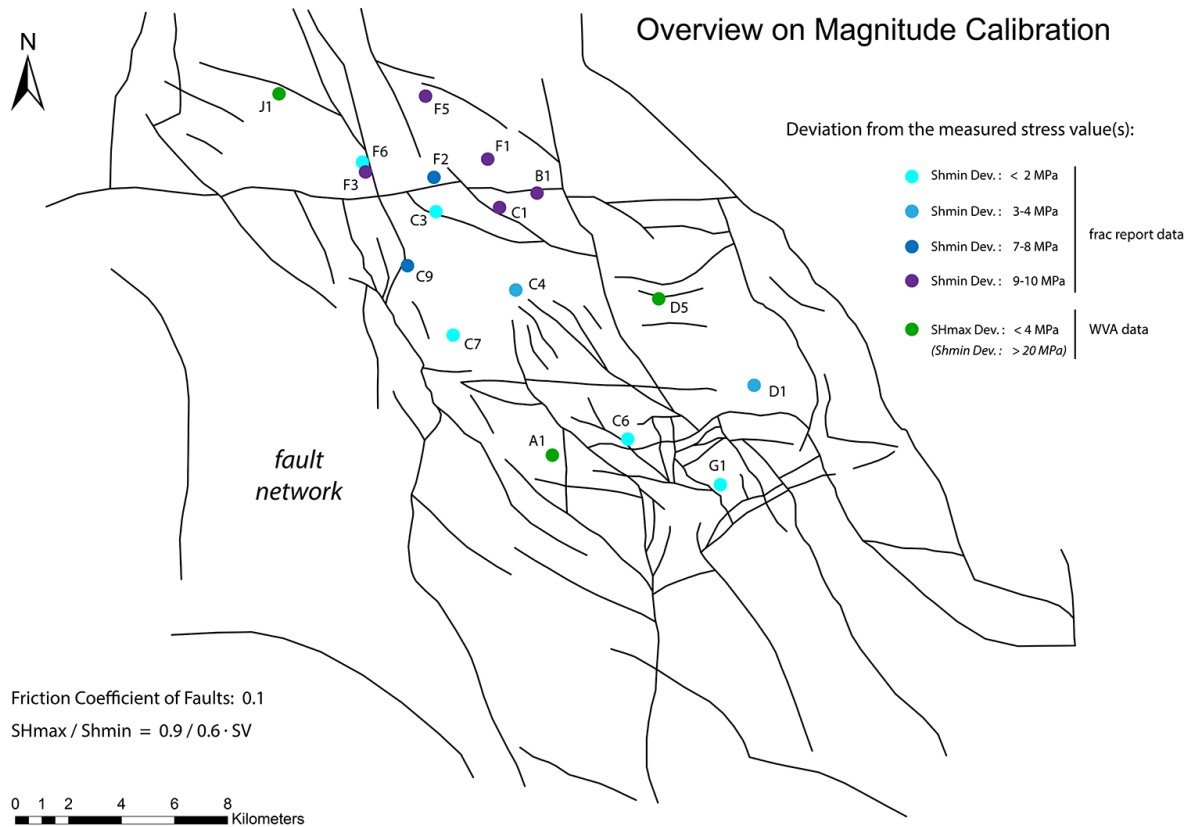 Overview on Magnitude Calibration
N
Deviation from the measured stress value(s):
Shmin Dev. : < 2 MPa
Shmin Dev. : 3-4 MPa
Shmin Dev. : 7-8 MPa
Shmin Dev. : 9-10 MPa
frac report data
SHmax Dev. : < 4 MPa
(Shmin Dev. : > 20 MPa)
WVA data
J1
F5
F6
F3
F2
F1
B1
C3
C1
C9
C4
D5
C7
D1
C6
A1
G1
fault
network
Friction Coefficient of Faults: 0.1
SHmax / Shmin = 0.9 / 0.6 · SV
0 1 2 4 6 8
Kilometers